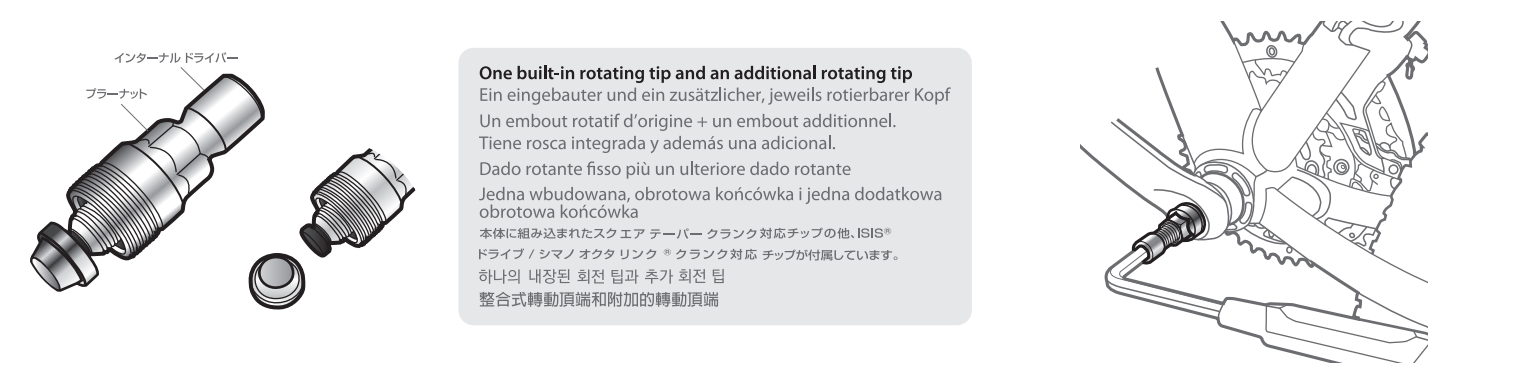 インターナルドライバー
プラーナット
One built-in rotating tip and an additional rotating tip
Ein eingebauter und ein zusätzlicher, jeweils rotierbarer Kopf
Un embout rotatif d'origine + un embout additionnel.
Tiene rosca integrada y además una adicional.
Dado rotante fisso più un ulteriore dado rotante
Jedna wbudowana, obrotowa końcówka i jedna dodatkowa
obrotowa końcówka
本体に組み込まれたスクエア テーパー クランク対応チップの他、ISIS®
ドライブ / シマノ オクタ リンク ® クランク対応 チップが付属しています。
하나의 내장된 회전 팁과 추가 회전 팁
整合式轉動頂端和附加的轉動頂端